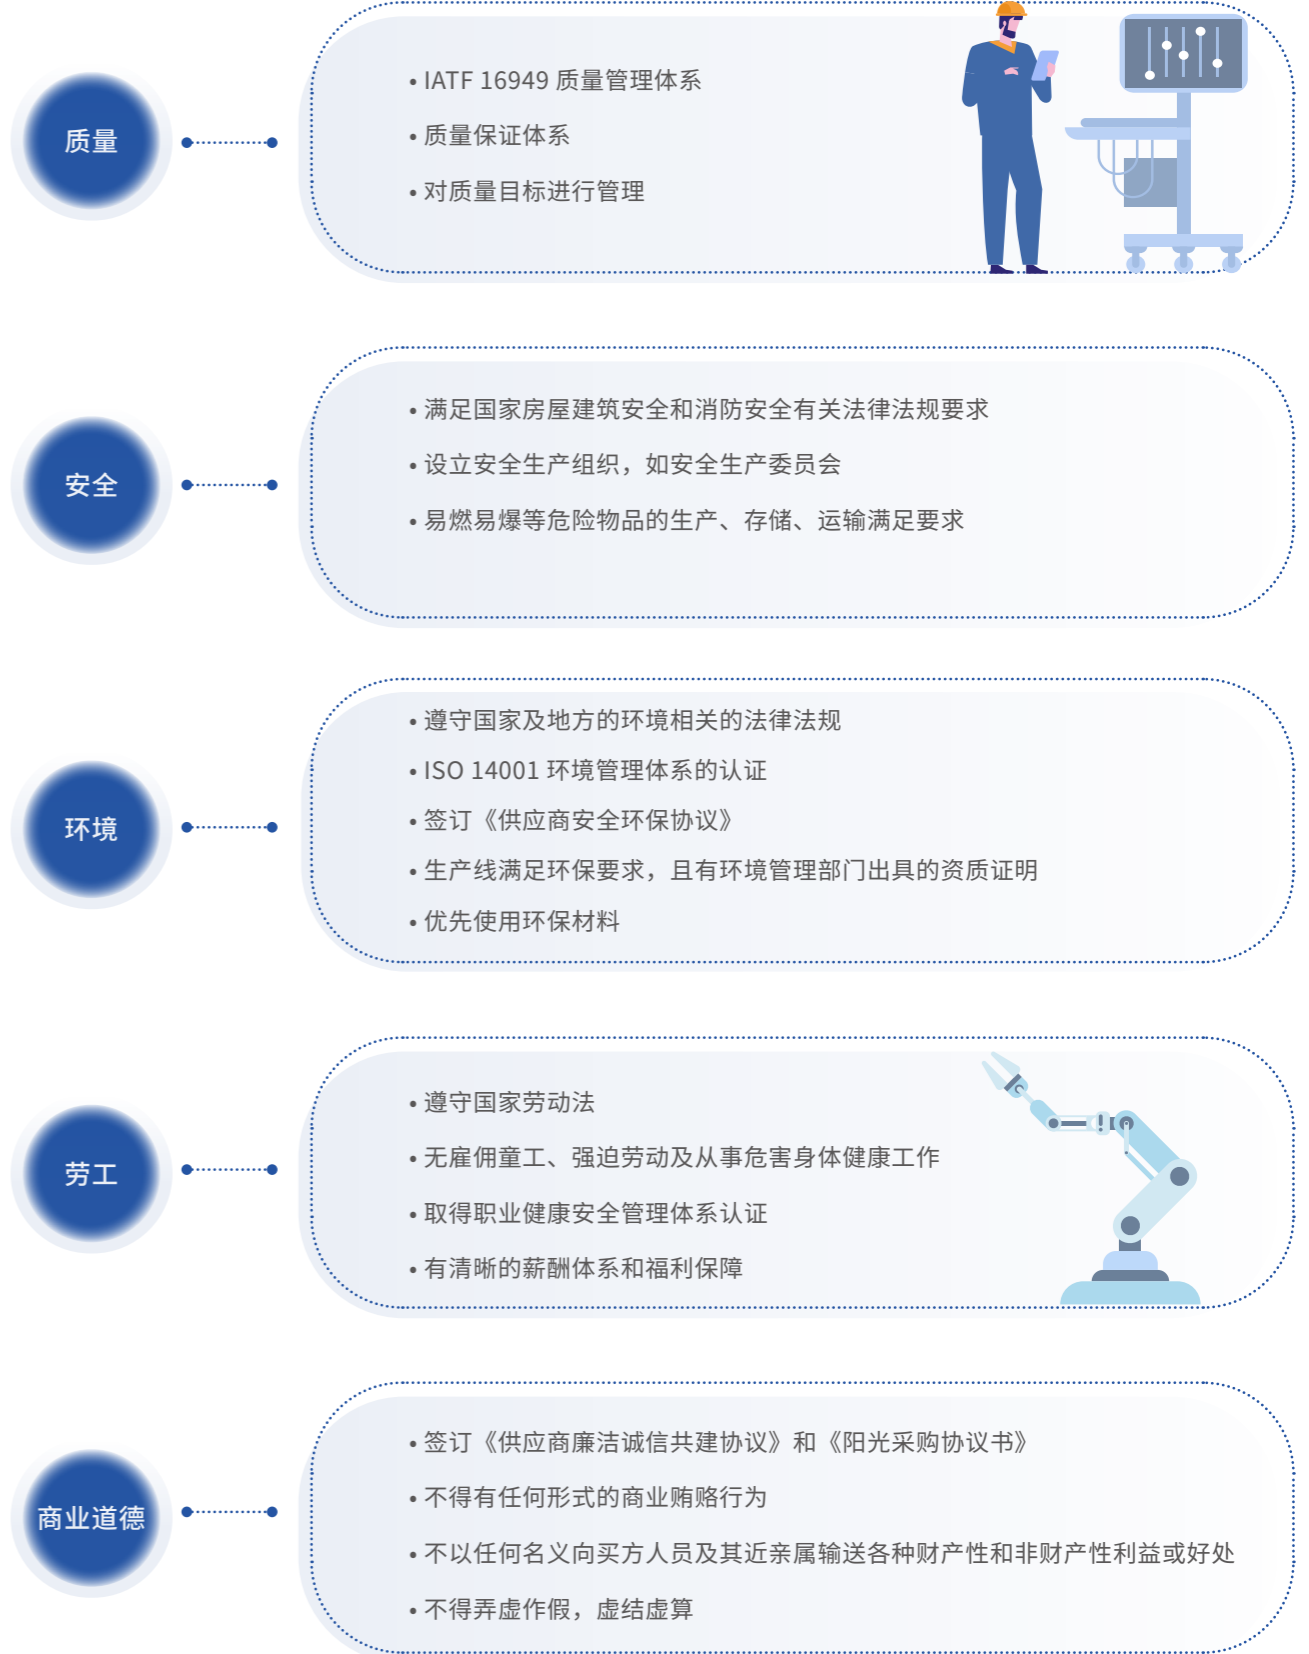 质量
• IATF 16949 质量管理体系
• 质量保证体系
• 对质量目标进行管理
安全
• 满足国家房屋建筑安全和消防安全有关法律法规要求
• 设立安全生产组织，如安全生产委员会
• 易燃易爆等危险物品的生产、存储、运输满足要求
环境
• 遵守国家及地方的环境相关的法律法规
• ISO 14001 环境管理体系的认证
• 签订《供应商安全环保协议》
• 生产线满足环保要求，且有环境管理部门出具的资质证明
• 优先使用环保材料
劳工
• 遵守国家劳动法
• 无雇佣童工、强迫劳动及从事危害身体健康工作
• 取得职业健康安全管理体系认证
• 有清晰的薪酬体系和福利保障
商业道德
• 签订《供应商廉洁诚信共建协议》和《阳光采购协议书》
• 不得有任何形式的商业贿赂行为
• 不以任何名义向买方人员及其近亲属输送各种财产性和非财产性利益或好处
• 不得弄虚作假，虚结虚算